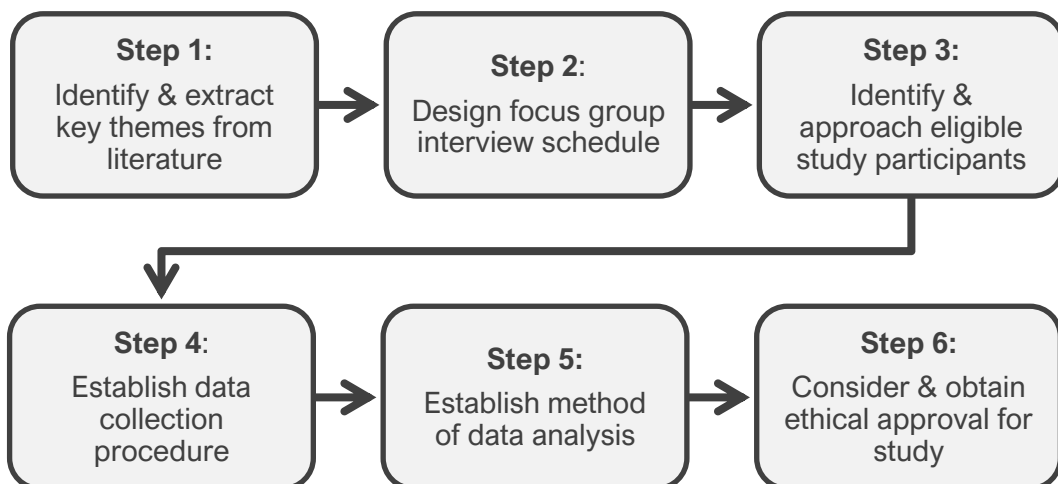 Step 1:
Identify & extract
key themes from
literature
Step 2:
Design focus group
interview schedule
Step 3:
Identify &
approach eligible
study participants
Step 4:
Establish data
collection
procedure
Step 5:
Establish method
of data analysis
Step 6:
Consider & obtain
ethical approval for
study